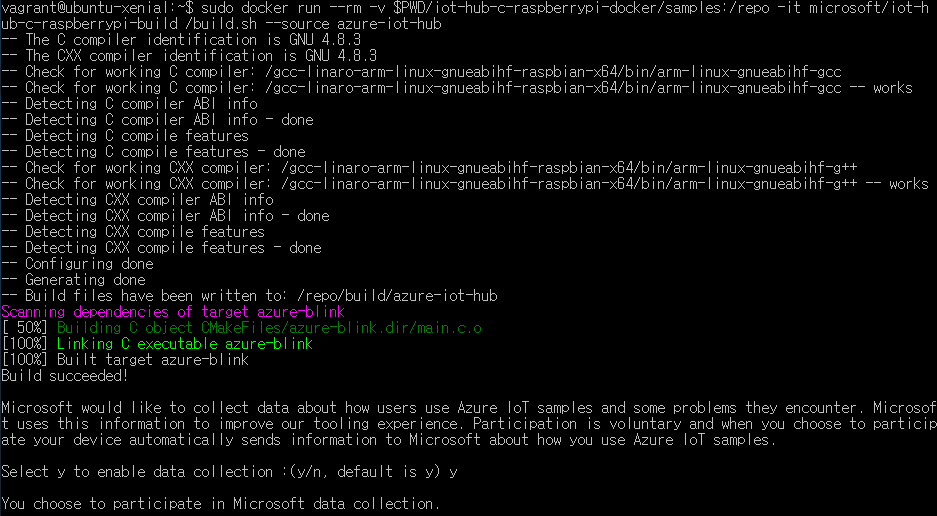 vagrant@ubuntu-xenial:~$ sudo docker run --rm -v $PWD/iot-hub-c-raspberrypi-docker/samples:/repo -it microsoft/iot-h
ub-c-raspberrypi-build /build.sh --source azure-iot-hub
-- The C compiler identification is GNU 4.8.3
-- The CXX compiler identification is GNU 4.8.3
-- Check for working C compiler: /gcc-linaro-arm-linux-gnueabihf-raspbian-x64/bin/arm-linux-gnueabihf-gcc
-- Check for working C compiler: /gcc-linaro-arm-linux-gnueabihf-raspbian-x64/bin/arm-linux-gnueabihf-gcc -- works
-- Detecting C compiler ABI info
-- Detecting C compiler ABI info - done
-- Detecting C compile features
-- Detecting C compile features - done
-- Check for working CXX compiler: /gcc-linaro-arm-linux-gnueabihf-raspbian-x64/bin/arm-linux-gnueabihf-g++
-- Check for working CXX compiler: /gcc-linaro-arm-linux-gnueabihf-raspbian-x64/bin/arm-linux-gnueabihf-g++ -- works
-- Detecting CXX compiler ABI info
-- Detecting CXX compiler ABI info - done
-- Detecting CXX compile features
-- Detecting CXX compile features - done
-- Configuring done
-- Generating done
-- Build files have been written to: /repo/build/azure-iot-hub
Scanning dependencies of target azure-blink
[ 50%] Building C object CMakeFiles/azure-blink.dir/main.c.o
[100%] Linking C executable azure-blink
[100%] Built target azure-blink
Build succeeded!
Microsoft would like to collect data about how users use Azure IoT samples and some problems they encounter. Microsof
t uses this information to improve our tooling experience. Participation is voluntary and when you choose to particip
ate your device automatically sends information to Microsoft about how you use Azure IoT samples.
Select y to enable data collection :(y/n, default is y) y
You choose to participate in Microsoft data collection.